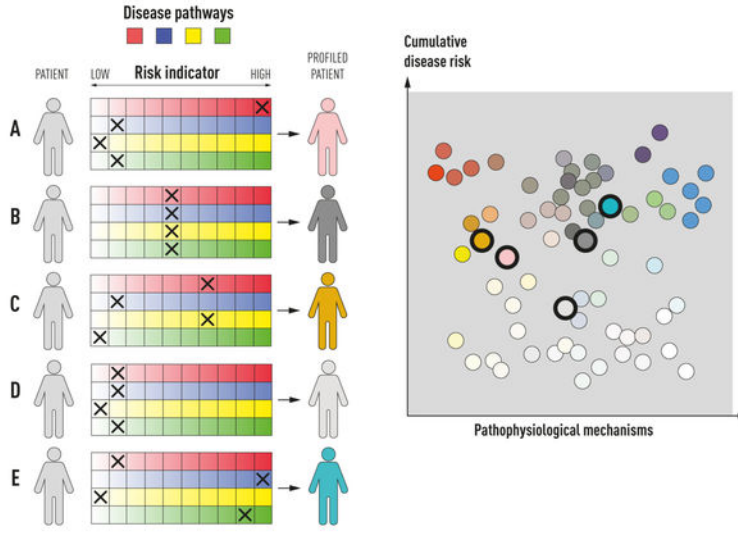 Disease pathways
PATIENT
LOW Risk indicator HIGH
PROFILED
PATIENT
A
B
C
D
E
Cumulative
disease risk
Pathophysiological mechanisms